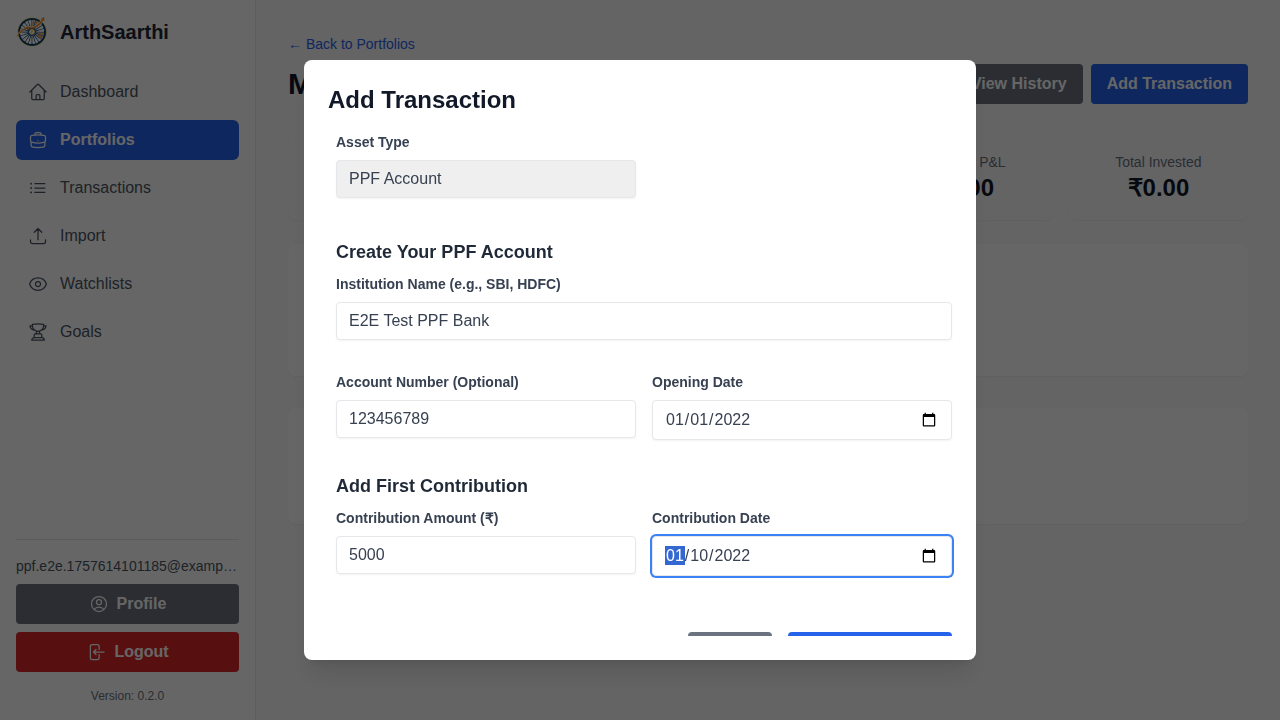 ArthSaarthi
Dashboard
Portfolios
Transactions
Import
Watchlists
Goals
ppf.e2e.1757614101185@examp...
Profile
Logout
Version: 0.2.0
← Back to Portfolios
View History
Add Transaction
P&L
Total Invested
₹0.00
Add Transaction
Asset Type
PPF Account
Create Your PPF Account
Institution Name (e.g., SBI, HDFC)
E2E Test PPF Bank
Account Number (Optional)
Opening Date
123456789
01/01/2022
Add First Contribution
Contribution Amount (₹)
Contribution Date
5000
01/10/2022